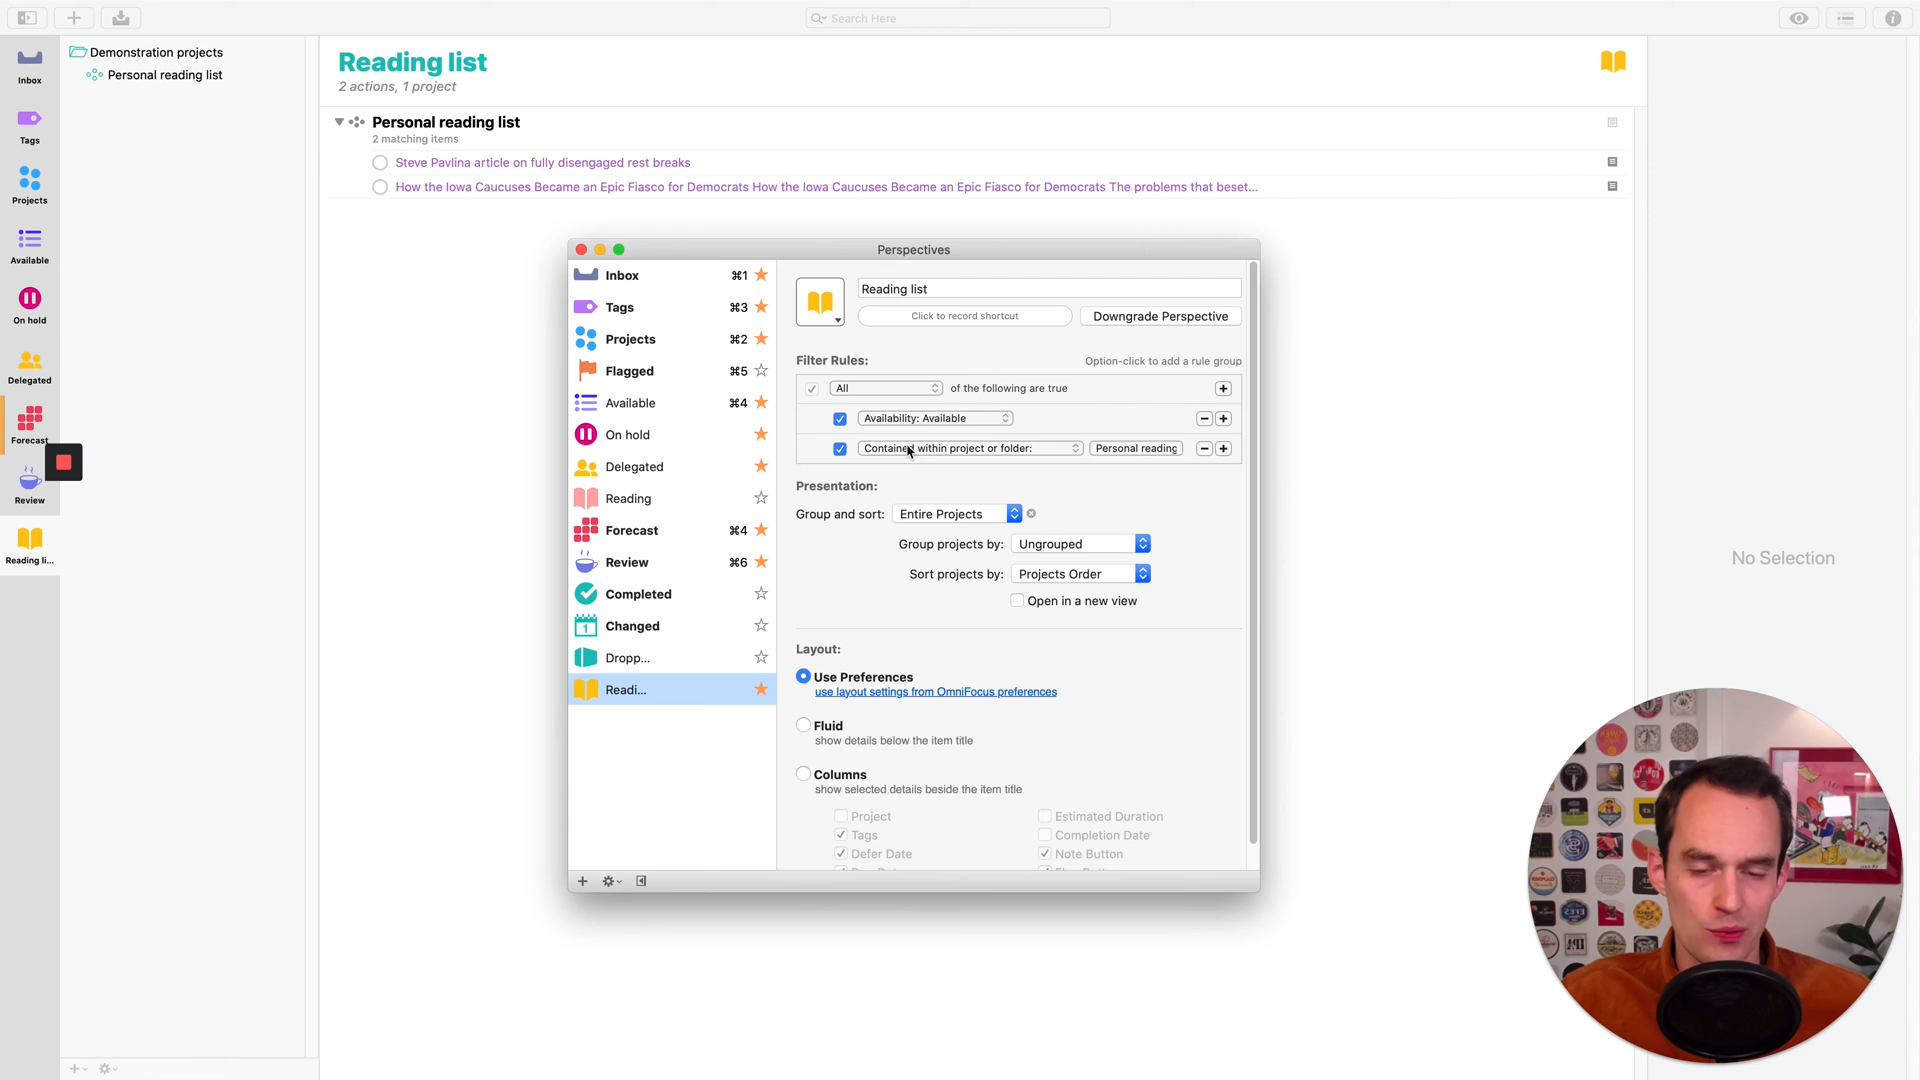 Search Here
Inbox
Tags
Projects
Available
On hold
Delegated
Forecast
Review
Reading li...
Demonstration projects
Personal reading list
Reading list
2 actions, 1 project
Personal reading list
2 matching items
Steve Pavlina article on fully disengaged rest breaks
How the Iowa Caucuses Became an Epic Fiasco for Democrats How the Iowa Caucuses Became an Epic Fiasco for Democrats The problems that beset...
No Selection
Perspectives
Inbox ⌘1
Tags ⌘3
Projects ⌘2
Flagged ⌘5
Available ⌘4
On hold
Delegated
Reading
Forecast ⌘4
Review ⌘6
Completed
1 Changed
Dropp...
Readi...
Reading list
Click to record shortcut Downgrade Perspective
Filter Rules: Option-click to add a rule group
All of the following are true
Availability: Available
Contained within project or folder: Personal reading
Presentation:
Group and sort: Entire Projects
Group projects by: Ungrouped
Sort projects by: Projects Order
Open in a new view
Layout:
Use Preferences
use layout settings from OmniFocus preferences
Fluid
show details below the item title
Columns
show selected details beside the item title
Project Estimated Duration
Tags Completion Date
Defer Date Note Button